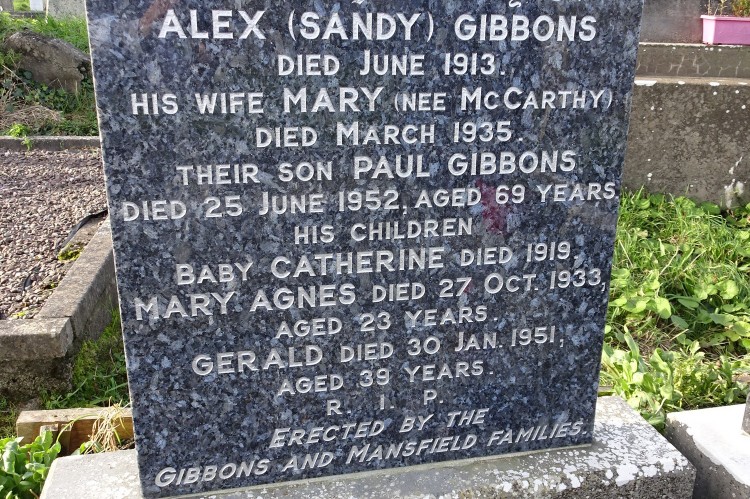 ALEX (SANDY) GIBBONS
DIED JUNE 1913.
HIS WIFE MARY (NEE McCARTHY)
DIED MARCH 1935.
THEIR SON PAUL GIBBONS
DIED 25 JUNE 1952, AGED 69 YEARS
HIS CHILDREN
BABY CATHERINE DIED 1919,
MARY AGNES DIED 27 OCT. 1933,
AGED 23 YEARS.
GERALD DIED 30 JAN. 1951,
AGED 39 YEARS.
R. I. P.
ERECTED BY THE
GIBBONS AND MANSFIELD FAMILIES.